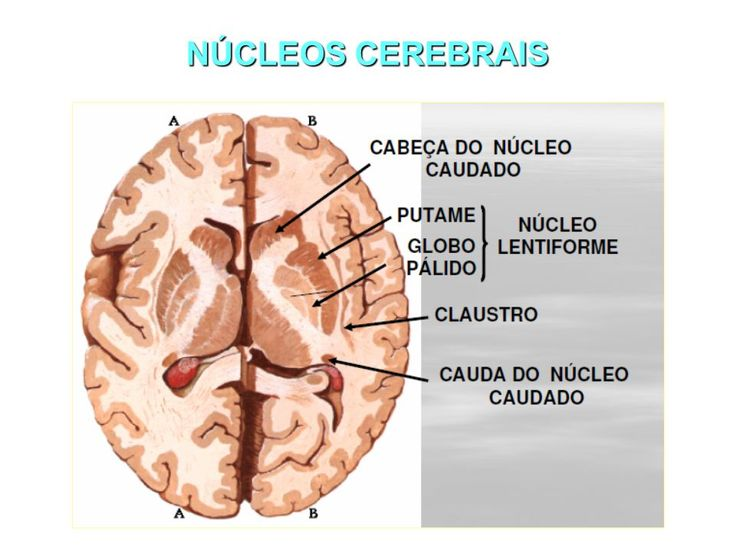 NÚCLEOS CEREBRAIS
A
B
CABEÇA DO NÚCLEO
CAUDADO
PUTAME
GLOBO
PÁLIDO
NÚCLEO
LENTIFORME
CLAUSTRO
CAUDA DO NÚCLEO
CAUDADO
A
B